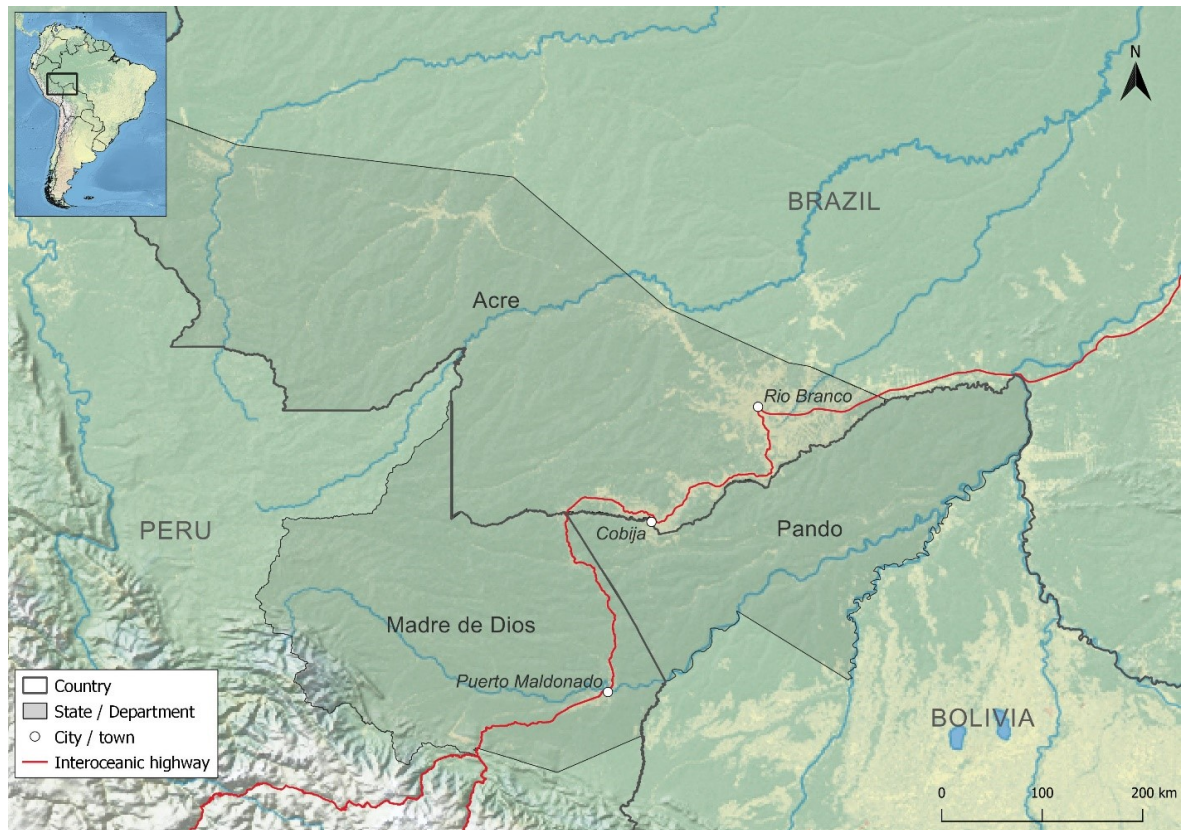 N
BRAZIL
Acre
Rio Branco
Cobija
Pando
PERU
Madre de Dios
Puerto Maldonado
BOLIVIA
Country
State / Department
City / town
Interoceanic highway
0 100 200 km